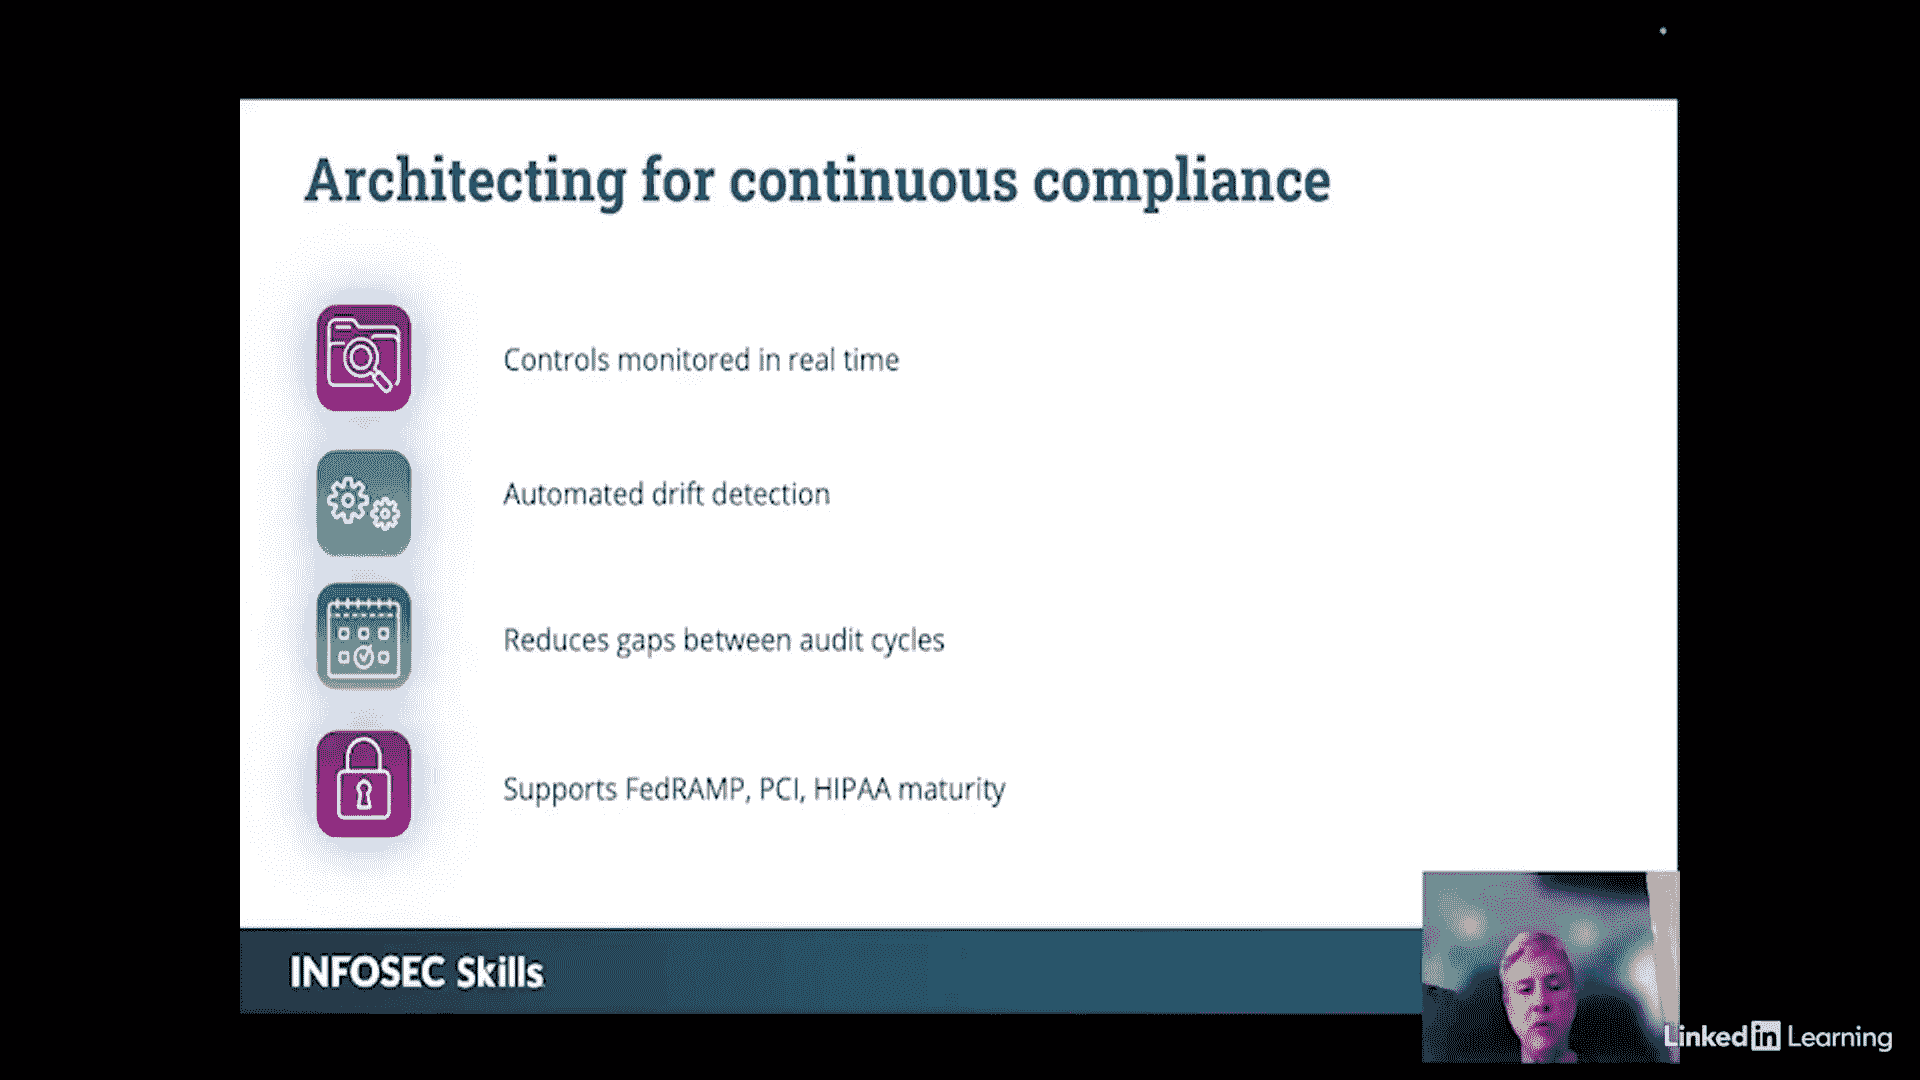 Architecting for continuous compliance
Controls monitored in real time
Automated drift detection
Reduces gaps between audit cycles
Supports FedRAMP, PCI, HIPAA maturity
INFOSEC Skills
Linked in Learning